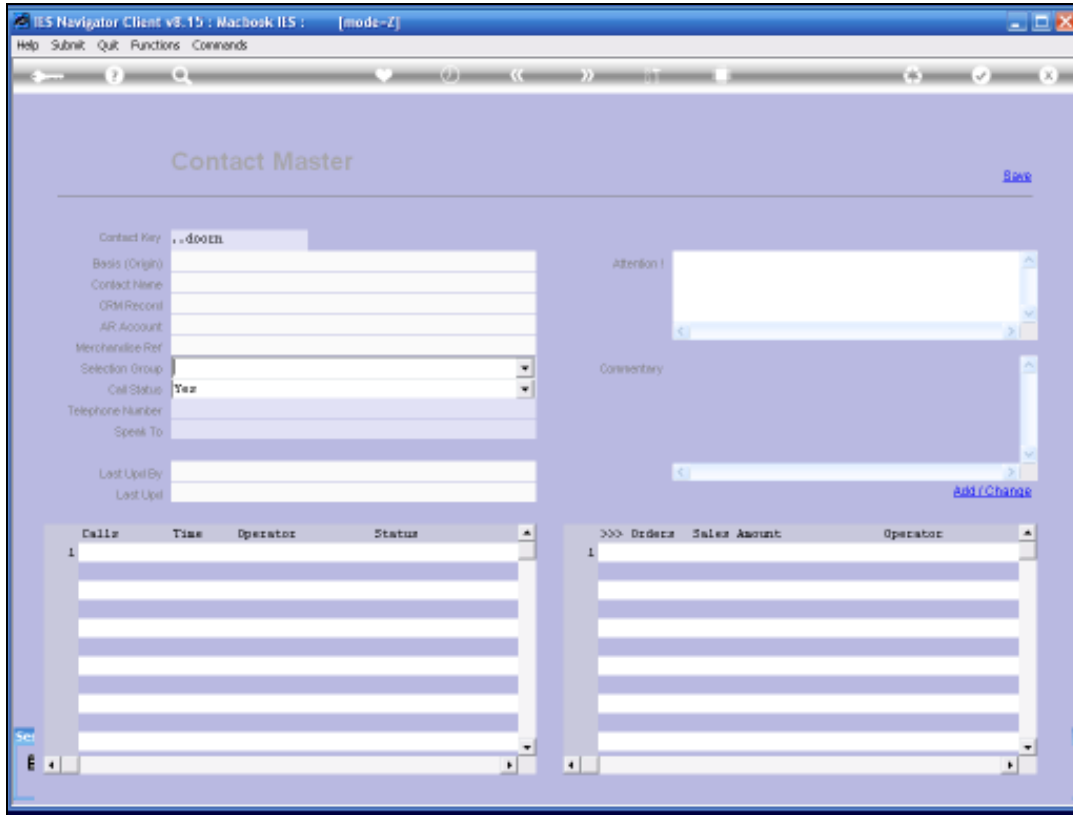 IES Navigator Client v8.15 : Macbook IES : [mode-Z]
Help Submit Quit Functions Commands
Contact Master
Save
Contact Key ..doorn
Basis (Origin)
Attention !
Contact Name
CRM Record
AR Account
Merchandise Ref
Selection Group
Commentary
Call Status Yes
Telephone Number
Speak To
Last Upd By
Last Upd
Add / Change
Calls Time Operator Status
>>> Orders Sales Amount Operator
1
1